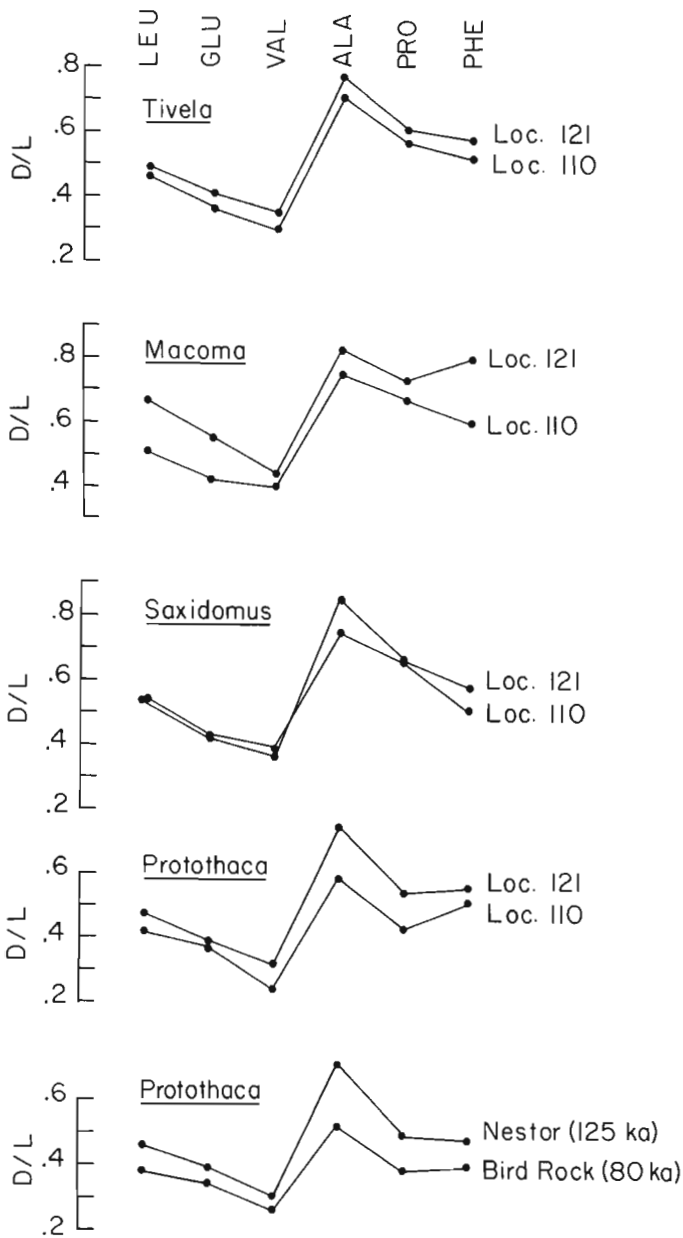 LEU GLU VAL ALA PRO PHE
.8
Tivela
.6
Loc. 121
D/L
Loc. 110
.4
.2
.8
Macoma
Loc. 121
D/L
.6
Loc. 110
.4
.8
Saxidomus
.6
Loc. 121
D/L
Loc. 110
.4
.2
.6
Protothaca
Loc. 121
D/L
.4
Loc. 110
.2
.6
Protothaca
Nestor (125 ka)
D/L
.4
Bird Rock (80 ka)
.2